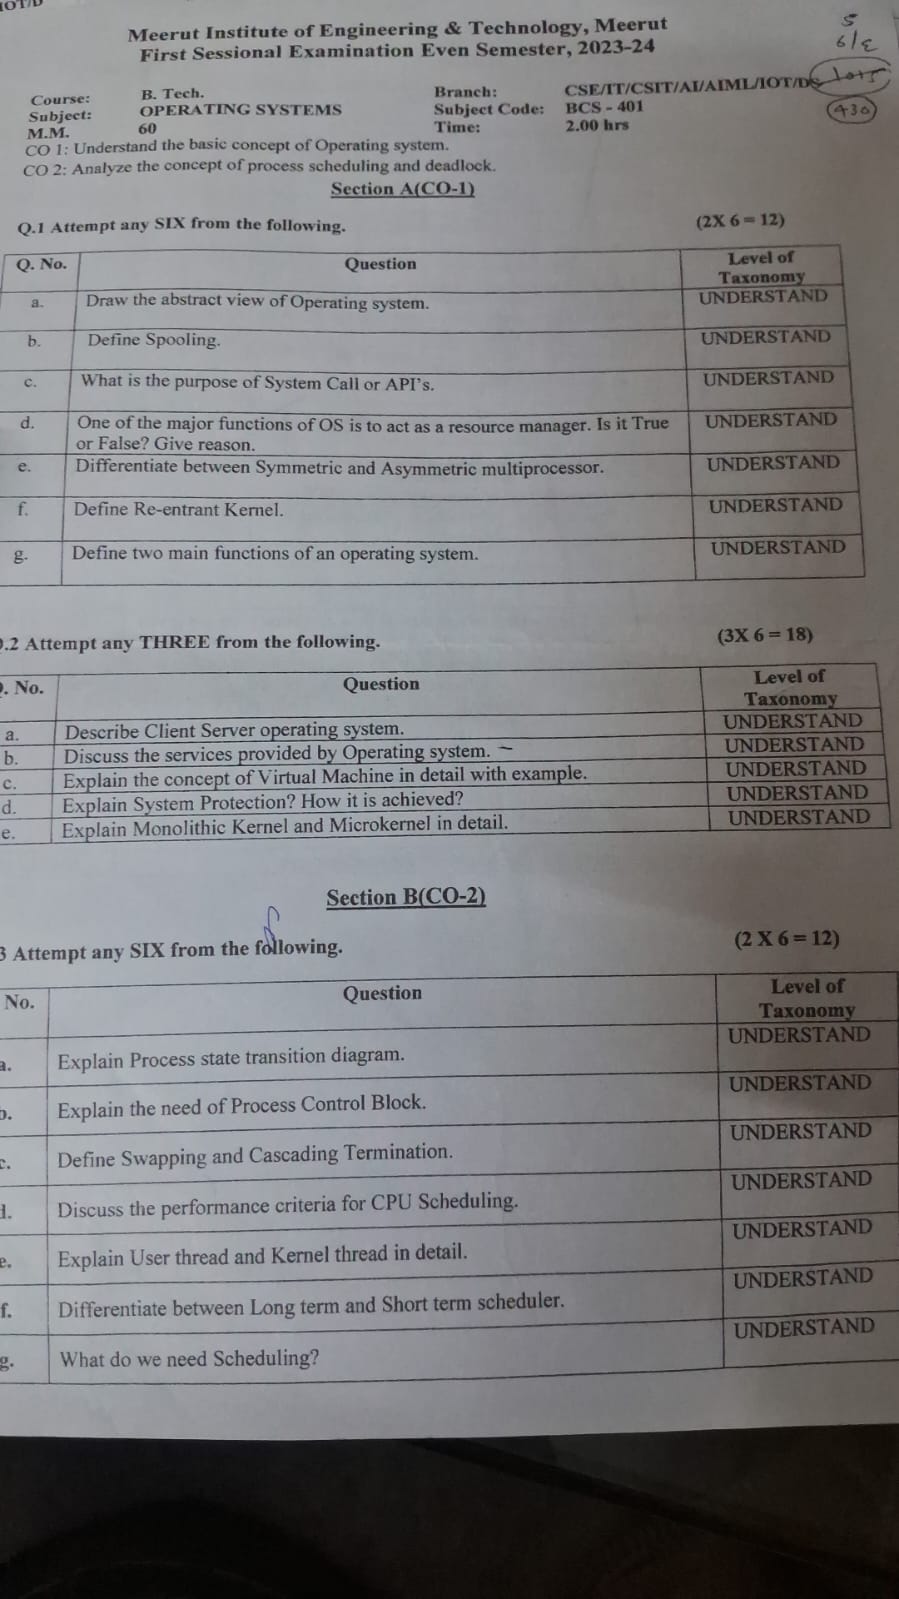 IOT/D
Meerut Institute of Engineering & Technology, Meerut
First Sessional Examination Even Semester, 2023-24
5
6/ε
Course: B. Tech. Branch: CSE/IT/CSIT/AI/AIML/IOT/DS
Subject: OPERATING SYSTEMS Subject Code: BCS - 401
430
M.M. 60 Time: 2.00 hrs
CO 1: Understand the basic concept of Operating system.
CO 2: Analyze the concept of process scheduling and deadlock.
Section A(CO-1)
Q.1 Attempt any SIX from the following. (2X 6 = 12)
Q. No. Question Level of
Taxonomy
a. Draw the abstract view of Operating system. UNDERSTAND
b. Define Spooling. UNDERSTAND
c. What is the purpose of System Call or API's. UNDERSTAND
d. One of the major functions of OS is to act as a resource manager. Is it True UNDERSTAND
or False? Give reason.
e. Differentiate between Symmetric and Asymmetric multiprocessor. UNDERSTAND
f. Define Re-entrant Kernel. UNDERSTAND
g. Define two main functions of an operating system. UNDERSTAND
.2 Attempt any THREE from the following. (3X 6 = 18)
. No. Question Level of
Taxonomy
a. Describe Client Server operating system. UNDERSTAND
b. Discuss the services provided by Operating system. UNDERSTAND
c. Explain the concept of Virtual Machine in detail with example. UNDERSTAND
d. Explain System Protection? How it is achieved? UNDERSTAND
e. Explain Monolithic Kernel and Microkernel in detail. UNDERSTAND
Section B(CO-2)
3 Attempt any SIX from the following. (2 X 6 = 12)
No. Question Level of
Taxonomy
a. Explain Process state transition diagram. UNDERSTAND
b. Explain the need of Process Control Block. UNDERSTAND
c. Define Swapping and Cascading Termination. UNDERSTAND
d. Discuss the performance criteria for CPU Scheduling. UNDERSTAND
e. Explain User thread and Kernel thread in detail. UNDERSTAND
f. Differentiate between Long term and Short term scheduler. UNDERSTAND
g. What do we need Scheduling? UNDERSTAND